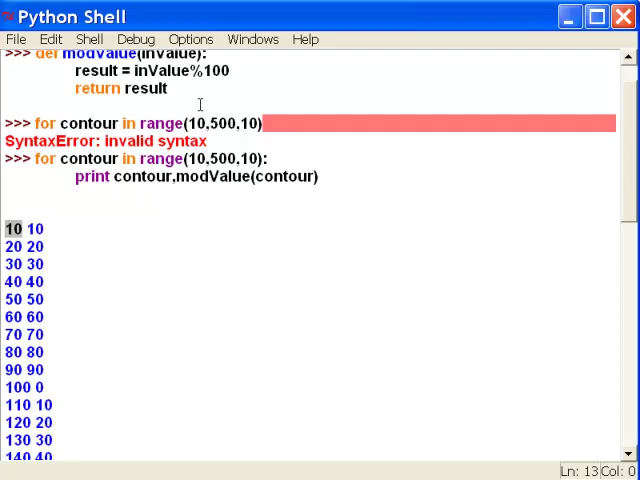 Python Shell
File Edit Shell Debug Options Windows Help
>>> def modValue(inValue):
result = inValue%100
return result
>>> for contour in range(10,500,10)
SyntaxError: invalid syntax
>>> for contour in range(10,500,10):
print contour,modValue(contour)
10 10
20 20
30 30
40 40
50 50
60 60
70 70
80 80
90 90
100 0
110 10
120 20
130 30
140 40
Ln: 13 Col: 0